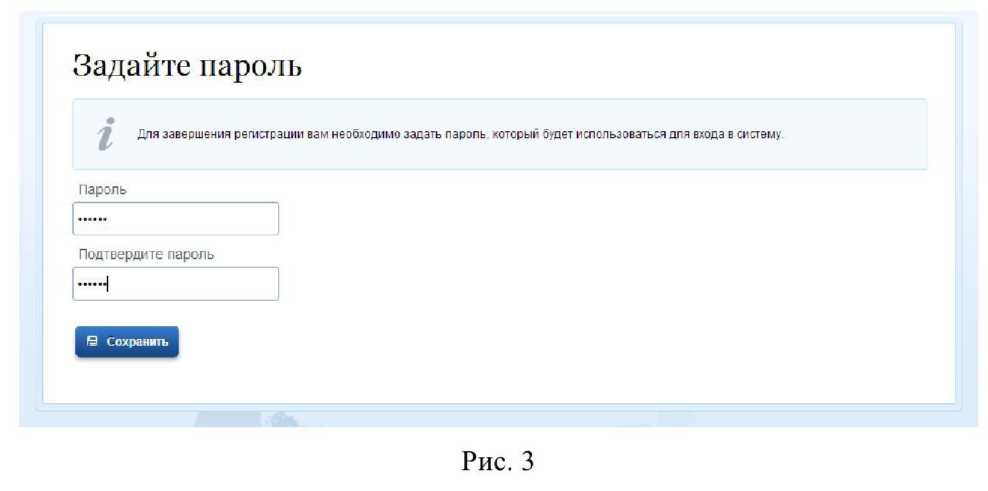 Задайте пароль
Для завершения регистрации вам необходимо задать пароль, который будет использоваться для входа в систему.
Пароль
••••••
Подтвердите пароль
••••••
Сохранить
Рис. 3